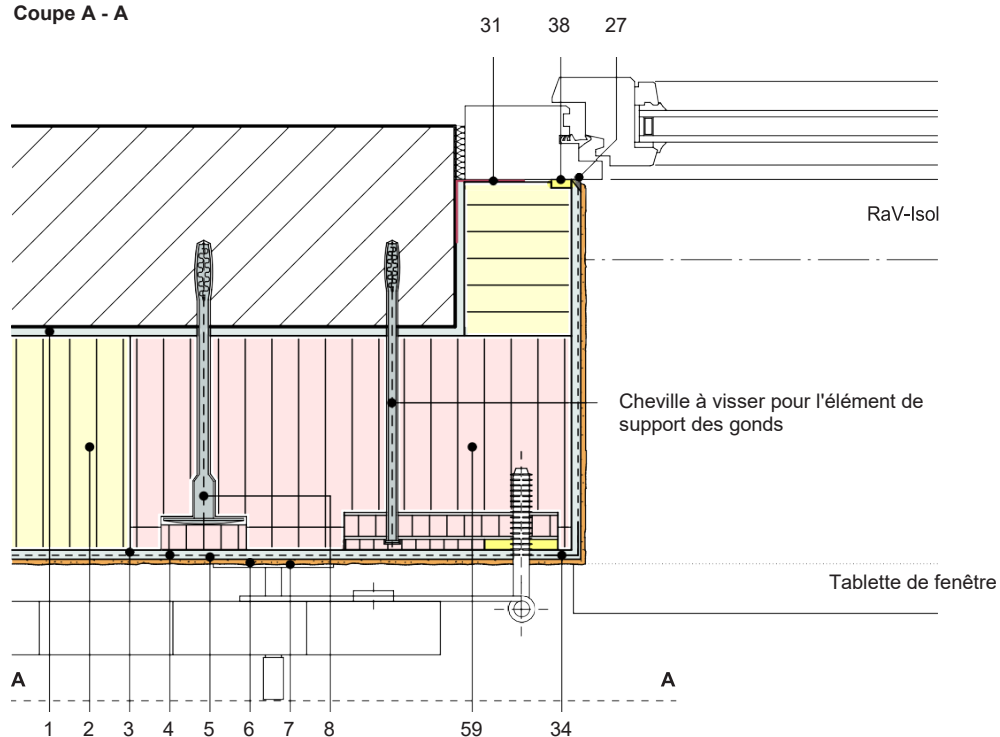 Coupe A - A
31 38 27
RaV-Isol
Cheville à visser pour l'élément de
support des gonds
Tablette de fenêtre
A A
1 2 3 4 5 6 7 8 59 34